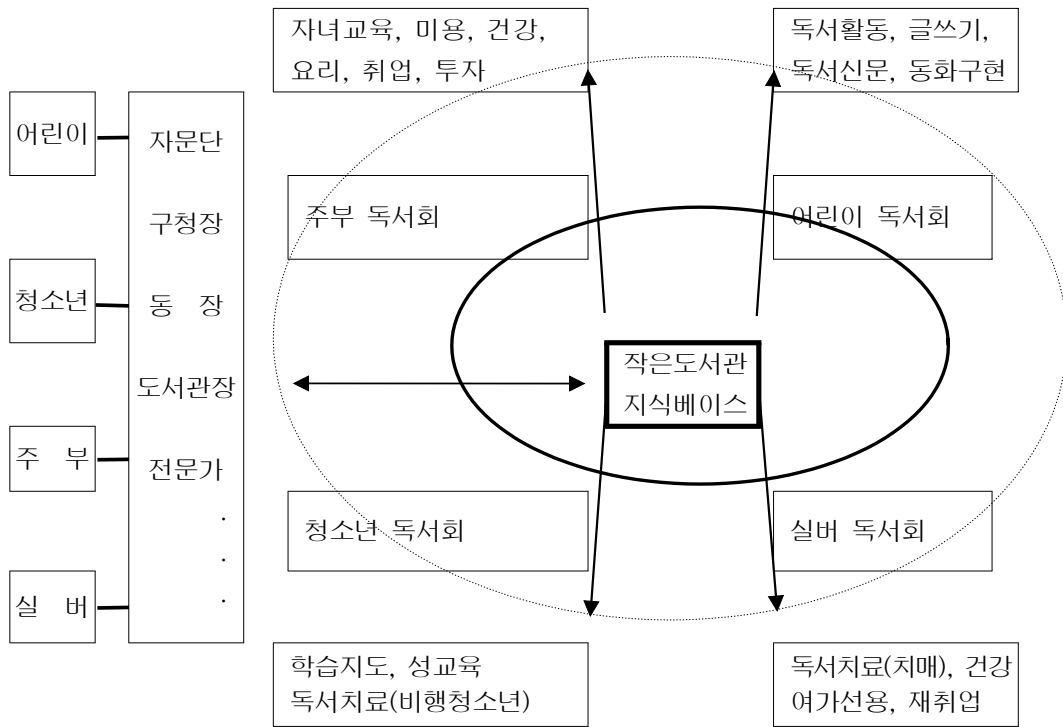 자녀교육, 미용, 건강,
요리, 취업, 투자
독서활동, 글쓰기,
독서신문, 동화구현
어린이
청소년
주 부
실 버
자문단
구청장
동 장
도서관장
전문가
.
.
.
주부 독서회
어린이 독서회
작은도서관
지식베이스
청소년 독서회
실버 독서회
학습지도, 성교육
독서치료(비행청소년)
독서치료(치매), 건강
여가선용, 재취업